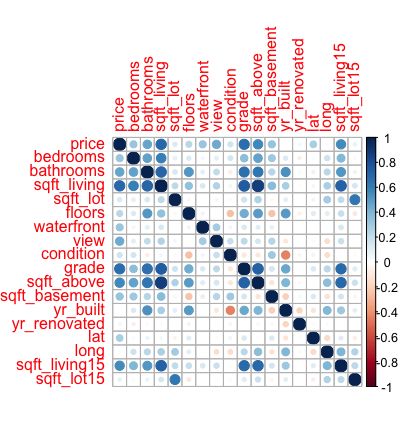 price
bedrooms
bathrooms
sqft_living
sqft_lot
floors
waterfront
view
condition
grade
sqft_above
sqft_basement
yr_built
yr_renovated
lat
long
sqft_living15
sqft_lot15
price
bedrooms
bathrooms
sqft_living
sqft_lot
floors
waterfront
view
condition
grade
sqft_above
sqft_basement
yr_built
yr_renovated
lat
long
sqft_living15
sqft_lot15
1
0.8
0.6
0.4
0.2
0
-0.2
-0.4
-0.6
-0.8
-1